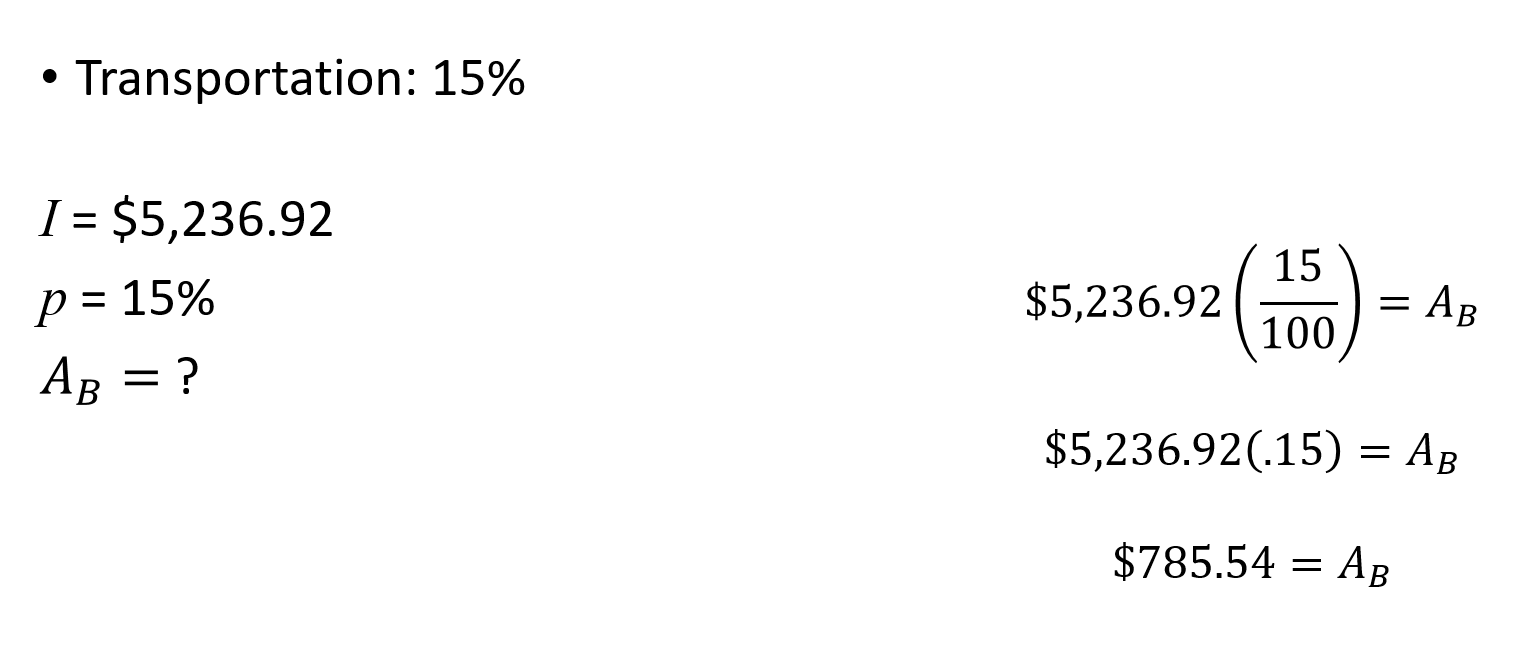 • Transportation: 15%
I = $5,236.92
p = 15%
A_B = ?
$5,236.92(15/100) = A_B
$5,236.92(.15) = A_B
$785.54 = A_B